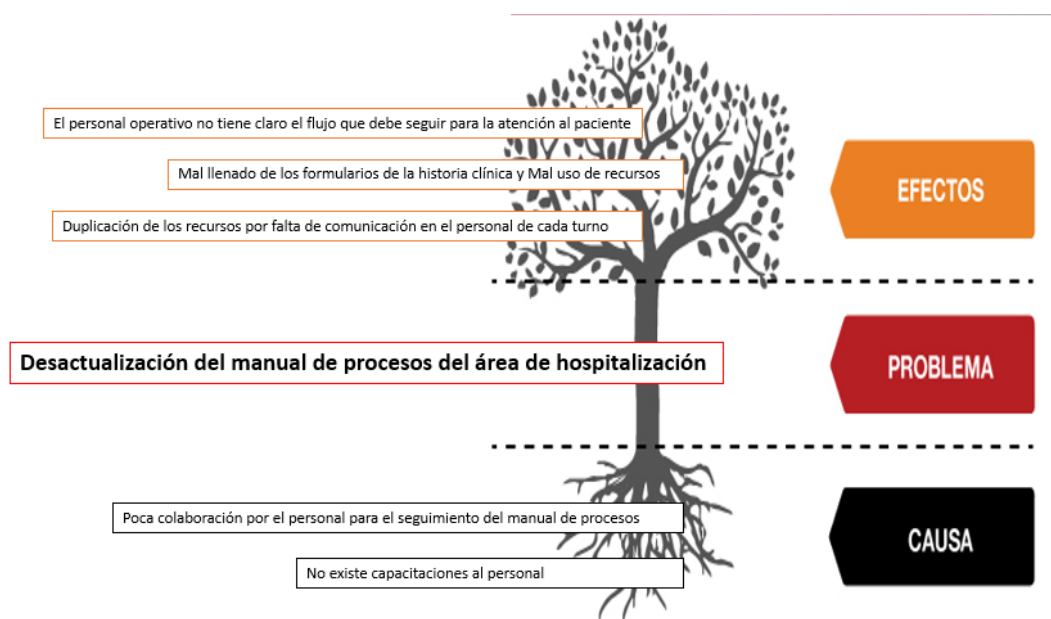 El personal operativo no tiene claro el flujo que debe seguir para la atención al paciente
Mal llenado de los formularios de la historia clínica y Mal uso de recursos
EFECTOS
Duplicación de los recursos por falta de comunicación en el personal de cada turno
Desactualización del manual de procesos del área de hospitalización
PROBLEMA
Poca colaboración por el personal para el seguimiento del manual de procesos
CAUSA
No existe capacitaciones al personal